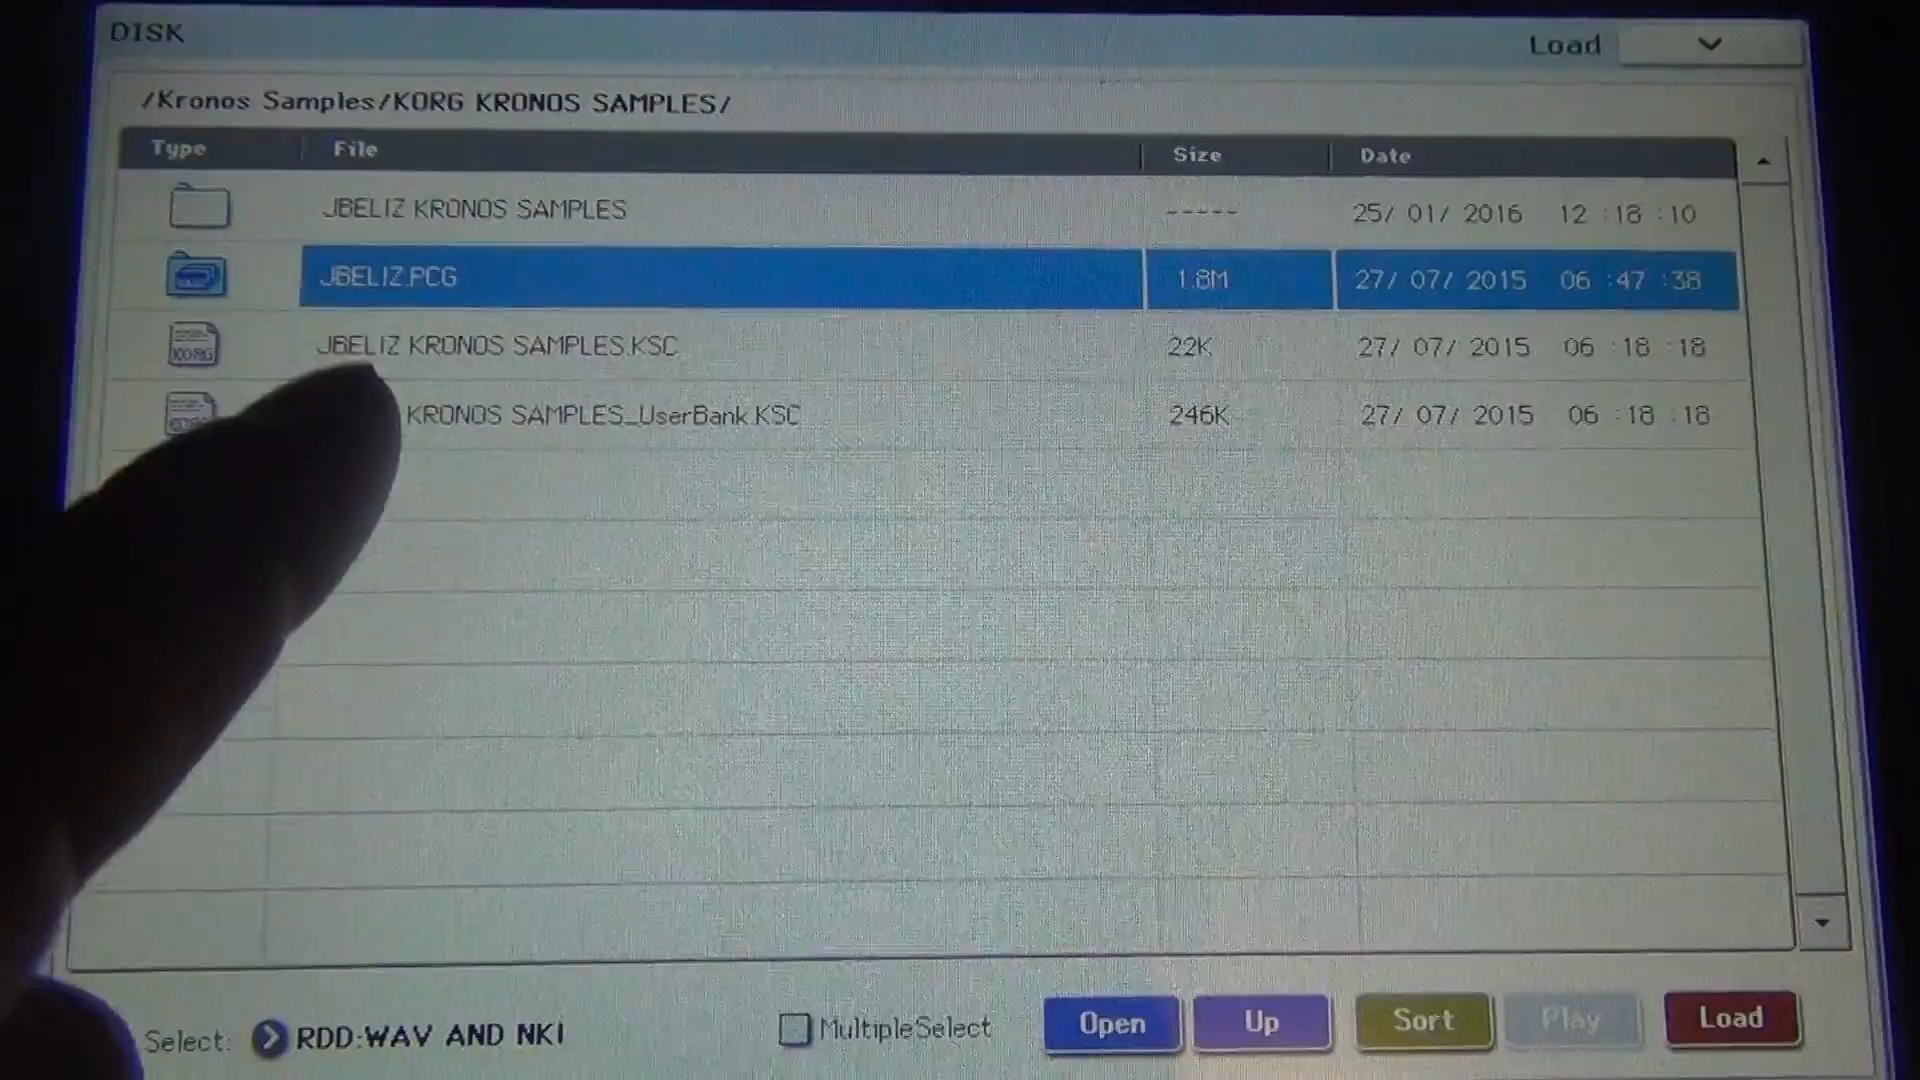 DISK
Load
/Kronos Samples/KORG KRONOS SAMPLES/
Type File Size Date
JBELIZ KRONOS SAMPLES ----- 25/ 01/ 2016 12 :18 :10
JBELIZ.PCG 1.8M 27/ 07/ 2015 06 :47 :38
KORG JBELIZ KRONOS SAMPLES.KSC 22K 27/ 07/ 2015 06 :18 :18
KRONOS SAMPLES_UserBank.KSC 246K 27/ 07/ 2015 06 :18 :18
Select: RDD:WAV AND NKI MultipleSelect Open Up Sort Play Load